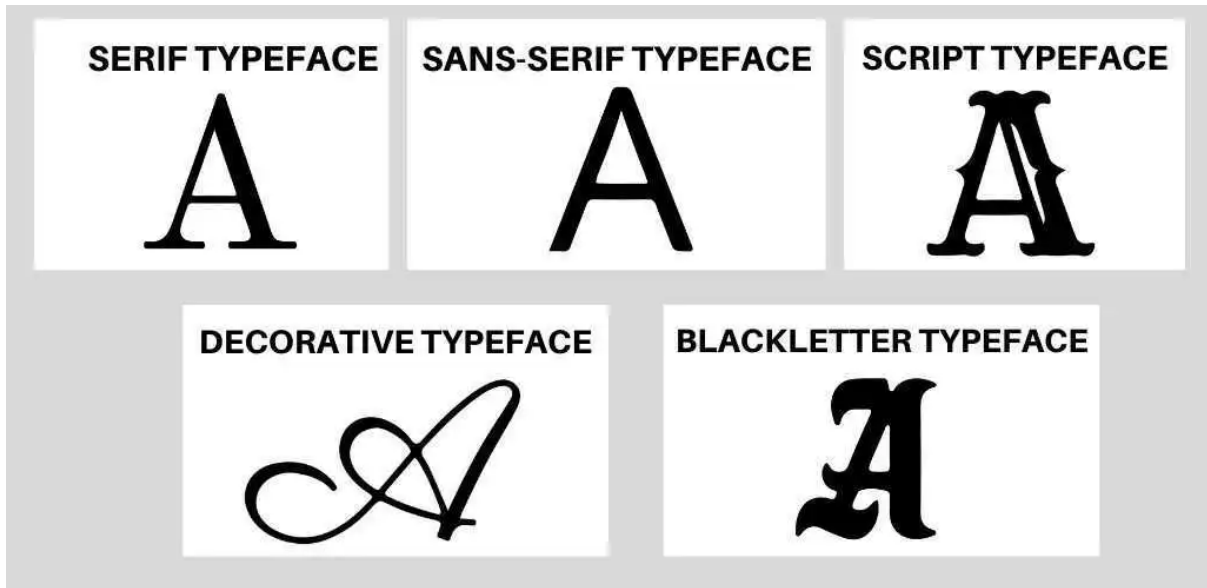 SERIF TYPEFACE
A
SANS-SERIF TYPEFACE
A
SCRIPT TYPEFACE
A
DECORATIVE TYPEFACE
A
BLACKLETTER TYPEFACE
A